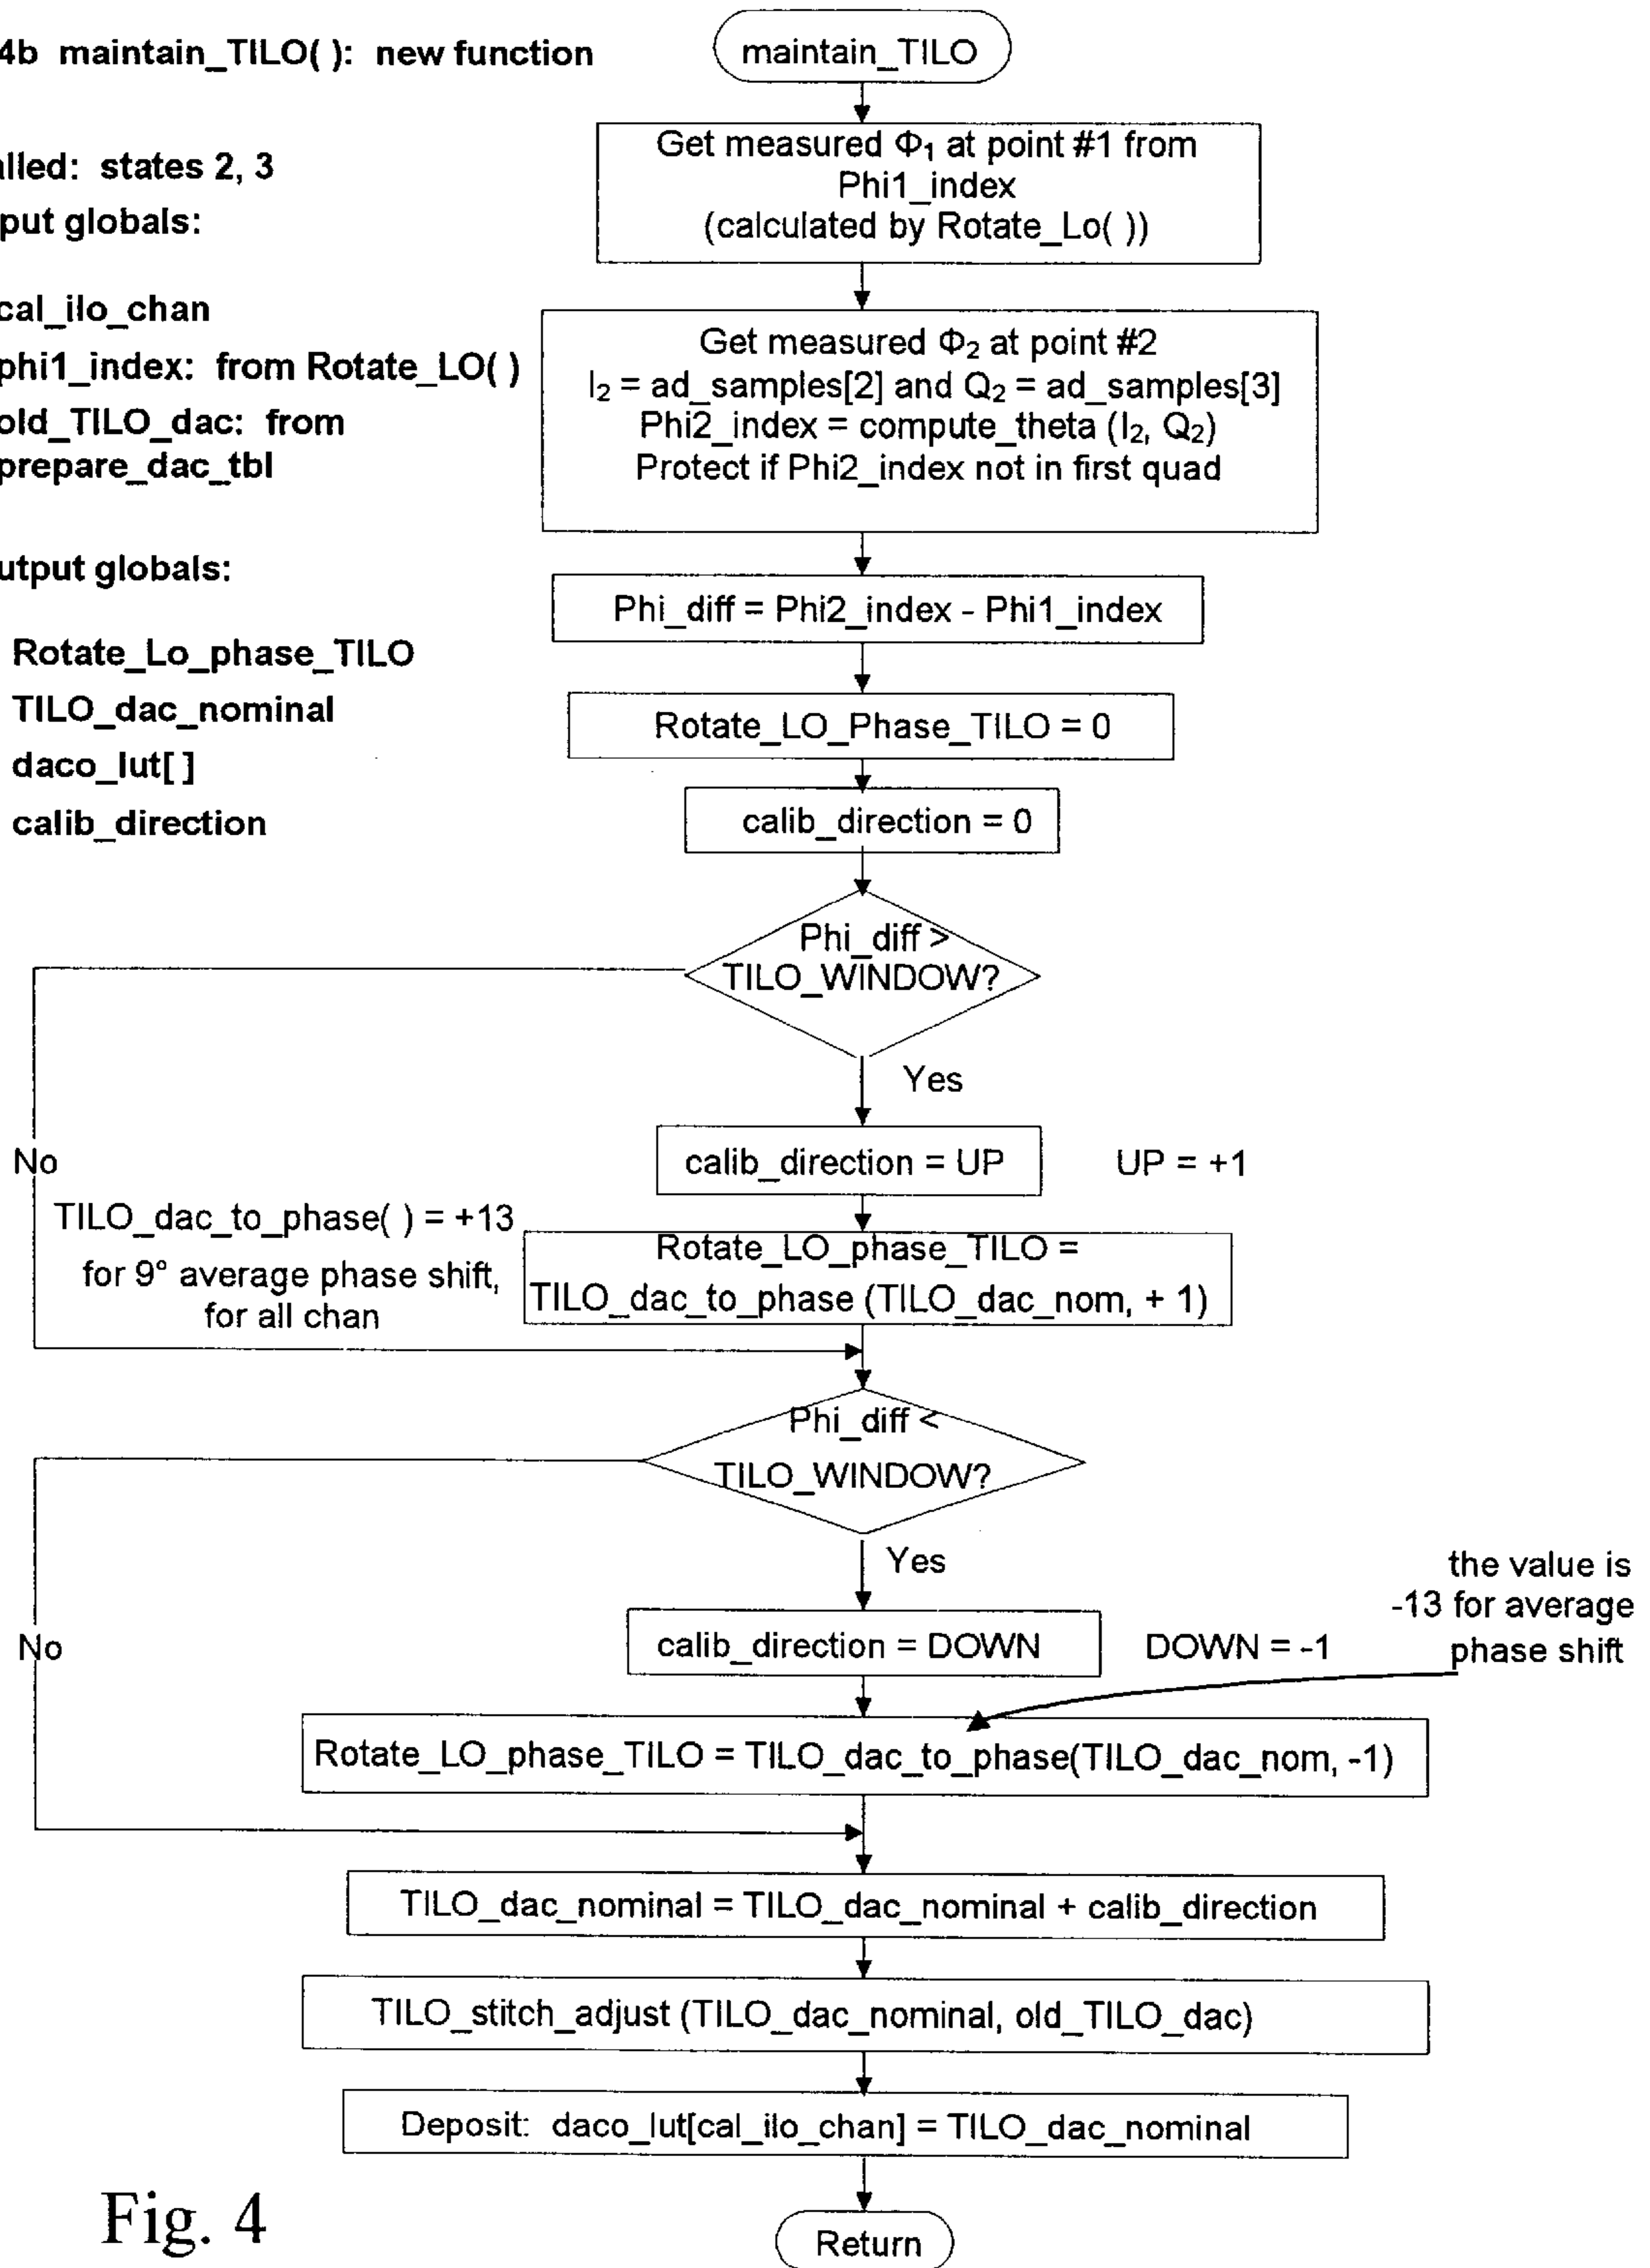 4b maintain_TILO( ): new function
maintain_TILO
alled: states 2, 3
put globals:
cal_ilo_chan
phi1_index: from Rotate_LO( )
old_TILO_dac: from
prepare_dac_tbl
utput globals:
Rotate_Lo_phase_TILO
TILO_dac_nominal
daco_lut[ ]
calib_direction
Get measured Φ₁ at point #1 from
Phi1_index
(calculated by Rotate_Lo( ))
Get measured Φ₂ at point #2
I₂ = ad_samples[2] and Q₂ = ad_samples[3]
Phi2_index = compute_theta (I₂, Q₂)
Protect if Phi2_index not in first quad
Phi_diff = Phi2_index - Phi1_index
Rotate_LO_Phase_TILO = 0
calib_direction = 0
Phi_diff >
TILO_WINDOW?
Yes
No
calib_direction = UP
UP = +1
TILO_dac_to_phase( ) = +13
for 9° average phase shift,
for all chan
Rotate_LO_phase_TILO =
TILO_dac_to_phase (TILO_dac_nom, + 1)
Phi_diff <
TILO_WINDOW?
Yes
No
calib_direction = DOWN
DOWN = -1
the value is
-13 for average
phase shift
Rotate_LO_phase_TILO = TILO_dac_to_phase(TILO_dac_nom, -1)
TILO_dac_nominal = TILO_dac_nominal + calib_direction
TILO_stitch_adjust (TILO_dac_nominal, old_TILO_dac)
Deposit: daco_lut[cal_ilo_chan] = TILO_dac_nominal
Return
Fig. 4